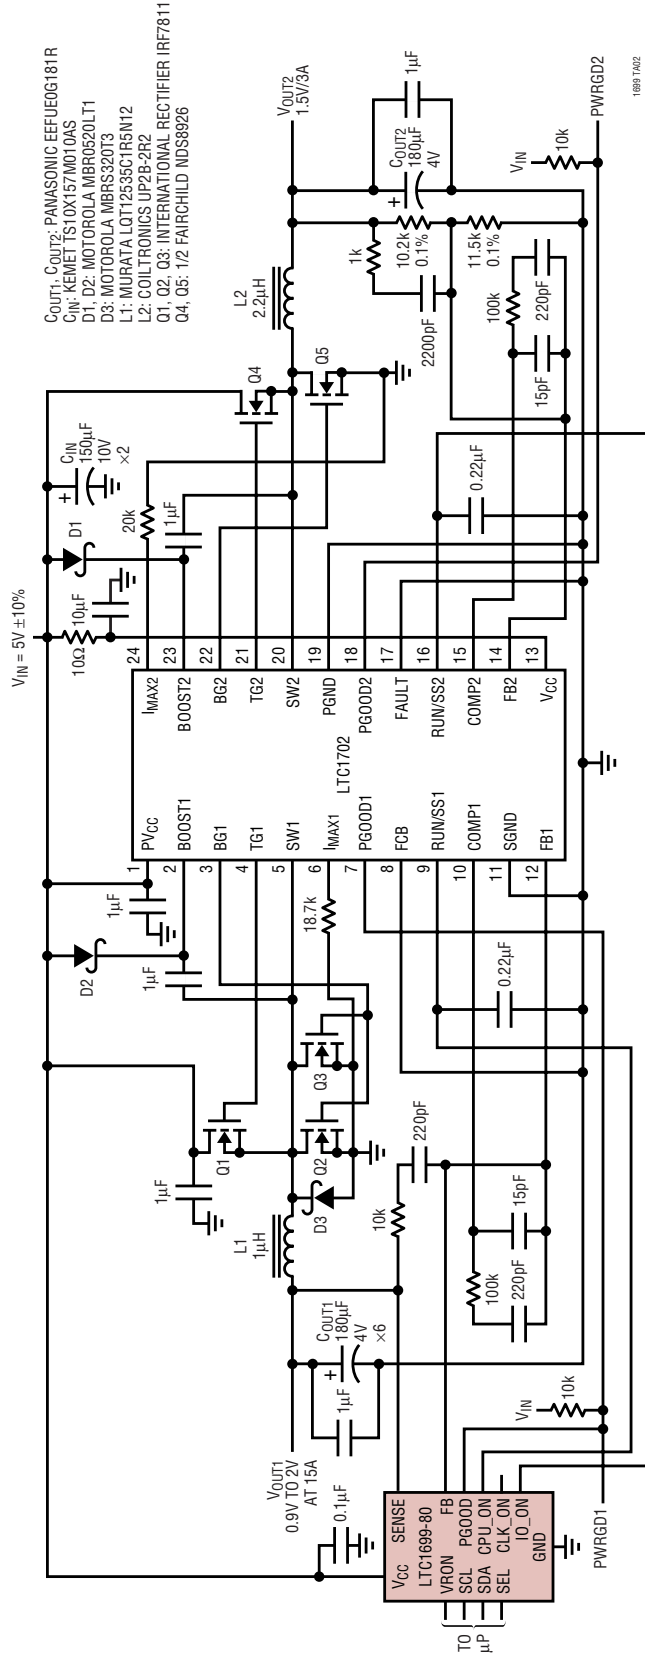 COUT1, COUT2: PANASONIC EEFUE0G181R
CIN: KEMET TS10X157M010AS
D1, D2: MOTOROLA MBR0520LT1
D3: MOTOROLA MBRS320T3
L1: MURATA LQT12535C1R5N12
L2: COILTRONICS UP2B-2R2
Q1, Q2, Q3: INTERNATIONAL RECTIFIER IRF7811
Q4, Q5: 1/2 FAIRCHILD NDS8926
VIN = 5V ±10%
10Ω
10µF
D1
CIN
150µF
10V
×2
+
20k
1µF
Q4
Q5
L2
2.2µH
VOUT2
1.5V/3A
COUT2
180µF
4V
+
1µF
1k
10.2k
0.1%
2200pF
11.5k
0.1%
100k
220pF
15pF
0.22µF
VIN
10k
PWRGD2
1699 TA02
LTC1702
1 PVCC
2 BOOST1
3 BG1
4 TG1
5 SW1
6 IMAX1
7 PGOOD1
8 FCB
9 RUN/SS1
10 COMP1
11 SGND
12 FB1
24 IMAX2
23 BOOST2
22 BG2
21 TG2
20 SW2
19 PGND
18 PGOOD2
17 FAULT
16 RUN/SS2
15 COMP2
14 FB2
13 VCC
1µF
D2
1µF
18.7k
0.22µF
Q3
Q2
Q1
1µF
D3
L1
1µH
10k
220pF
100k
15pF
220pF
COUT1
180µF
4V
×6
+
1µF
VOUT1
0.9V TO 2V
AT 15A
0.1µF
VIN
10k
PWRGD1
LTC1699-80
VCC
SENSE
VRON
FB
SCL
PGOOD
SDA
CPU_ON
SEL
CLK_ON
IO_ON
GND
TO
µP